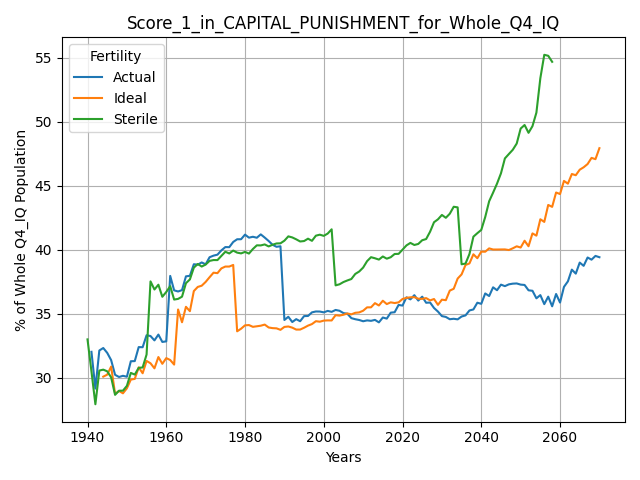 Score_1_in_CAPITAL_PUNISHMENT_for_Whole_Q4_IQ
Fertility
Actual
Ideal
Sterile
% of Whole Q4_IQ Population
55
50
45
40
35
30
1940 1960 1980 2000 2020 2040 2060
Years